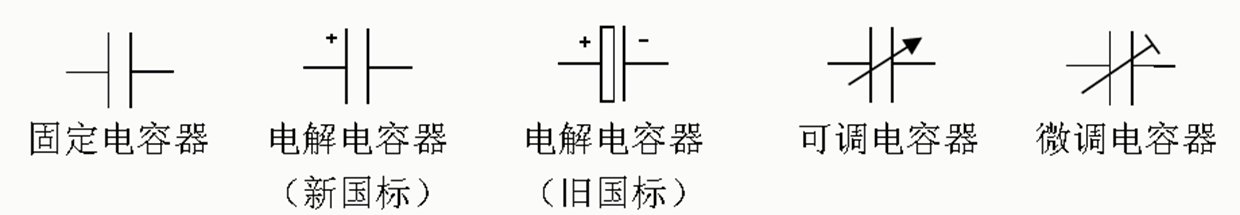 + + -
固定电容器 电解电容器 电解电容器 可调电容器 微调电容器
（新国标） （旧国标）